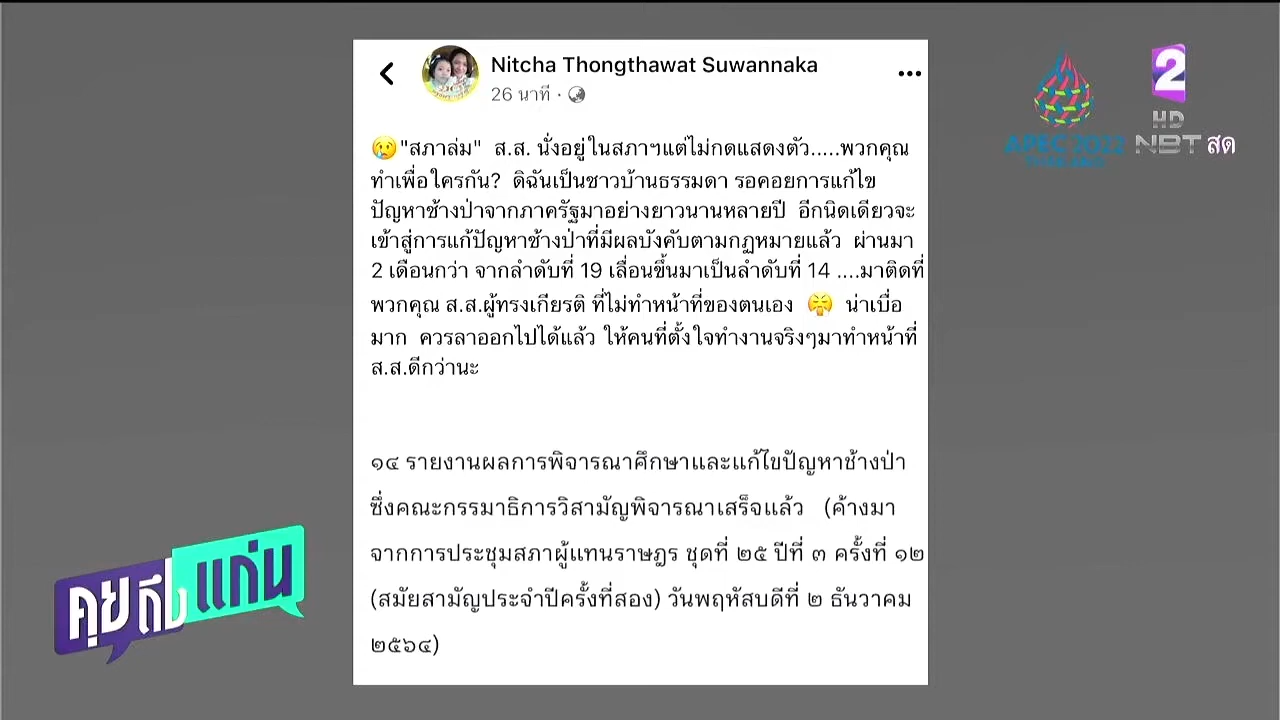 Nitcha Thongthawat Suwannaka
26 นาที ·
"สภาล่ม" ส.ส. นั่งอยู่ในสภาฯแต่ไม่กดแสดงตัว.....พวกคุณ
ทำเพื่อใครกัน? ดิฉันเป็นชาวบ้านธรรมดา รอคอยการแก้ไข
ปัญหาช้างป่าจากภาครัฐมาอย่างยาวนานหลายปี อีกนิดเดียวจะ
เข้าสู่การแก้ปัญหาช้างป่าที่มีผลบังคับตามกฏหมายแล้ว ผ่านมา
2 เดือนกว่า จากลำดับที่ 19 เลื่อนขึ้นมาเป็นลำดับที่ 14 ....มาติดที่
พวกคุณ ส.ส.ผู้ทรงเกียรติ ที่ไม่ทำหน้าที่ของตนเอง น่าเบื่อ
มาก ควรลาออกไปได้แล้ว ให้คนที่ตั้งใจทำงานจริงๆมาทำหน้าที่
ส.ส.ดีกว่านะ
๑๔ รายงานผลการพิจารณาศึกษาและแก้ไขปัญหาช้างป่า
ซึ่งคณะกรรมาธิการวิสามัญพิจารณาเสร็จแล้ว (ค้างมา
จากการประชุมสภาผู้แทนราษฎร ชุดที่ ๒๕ ปีที่ ๓ ครั้งที่ ๑๒
(สมัยสามัญประจำปีครั้งที่สอง) วันพฤหัสบดีที่ ๒ ธันวาคม
๒๕๖๔)
APEC 2022
THAILAND
2
HD
NBT สด
คุยถึงแก่น